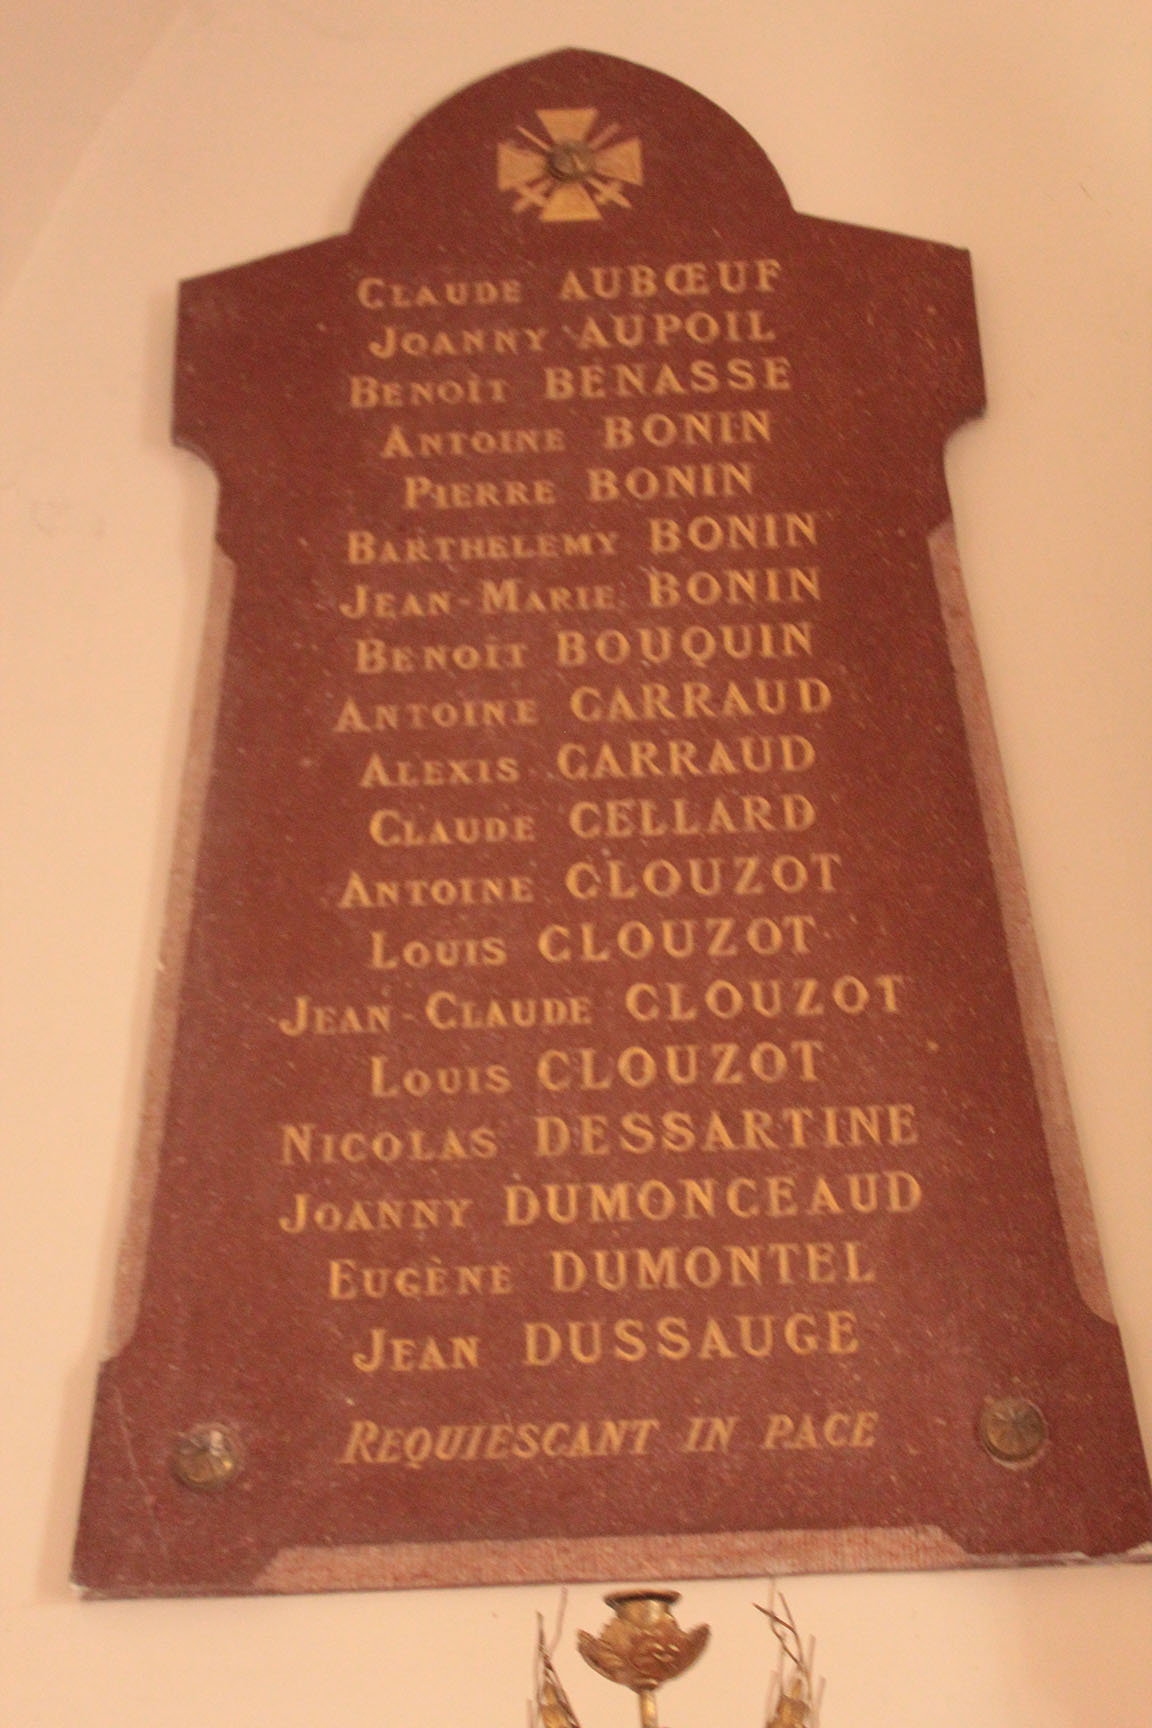 Claude AUBŒUF
Joanny AUPOIL
Benoît BÉNASSE
Antoine BONIN
Pierre BONIN
Barthelemy BONIN
Jean-Marie BONIN
Benoît BOUQUIN
Antoine CARRAUD
Alexis CARRAUD
Claude CELLARD
Antoine CLOUZOT
Louis CLOUZOT
Jean-Claude CLOUZOT
Louis CLOUZOT
Nicolas DESSARTINE
Joanny DUMONCEAUD
Eugène DUMONTEL
Jean DUSSAUGE
Requiescant in pace